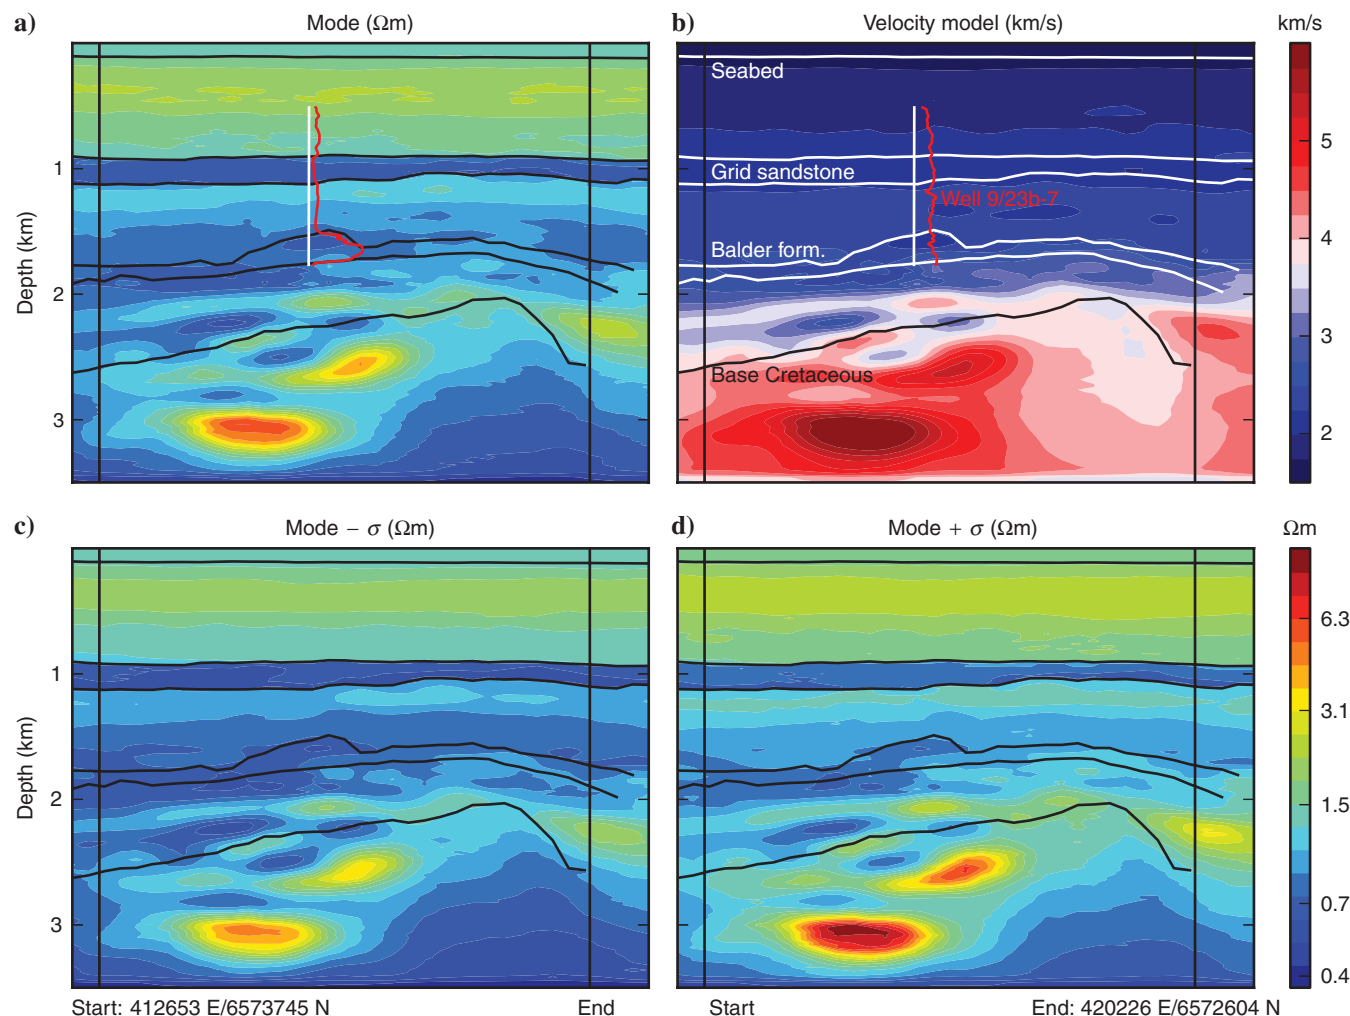 a)
Mode (Ωm)
b)
Velocity model (km/s)
km/s
Seabed
Grid sandstone
Well 9/23b-7
Balder form.
Base Cretaceous
Depth (km)
1
2
3
5
4
3
2
c)
Mode − σ (Ωm)
d)
Mode + σ (Ωm)
Ωm
Depth (km)
1
2
3
6.3
3.1
1.5
0.7
0.4
Start: 412653 E/6573745 N
End
Start
End: 420226 E/6572604 N